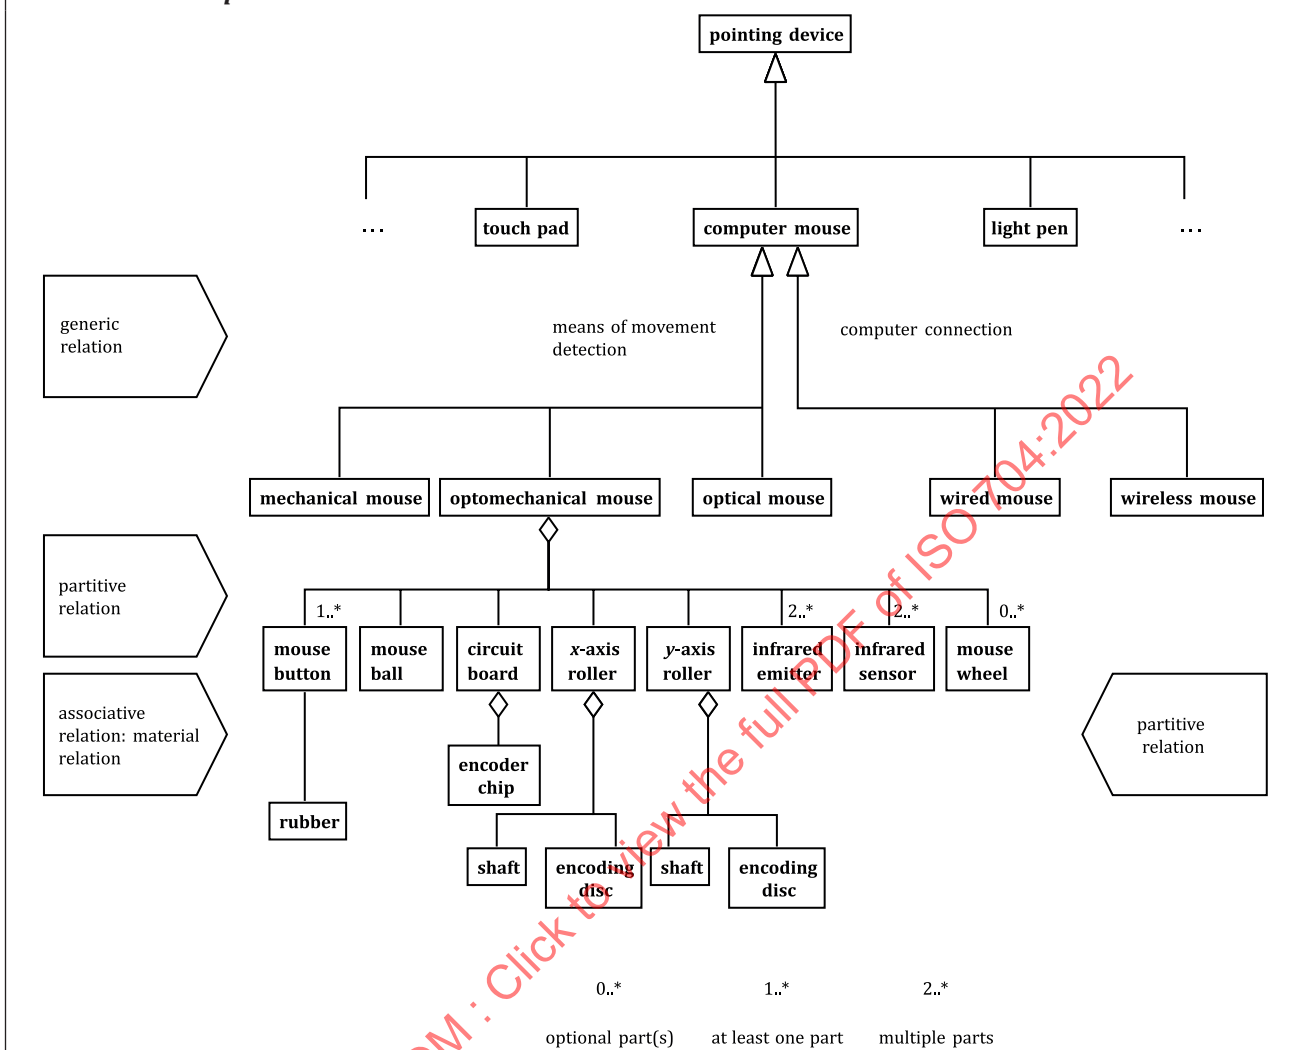 pointing device
...
touch pad
computer mouse
light pen
...
generic
relation
means of movement
detection
computer connection
mechanical mouse
optomechanical mouse
optical mouse
wired mouse
wireless mouse
partitive
relation
1..*
2..*
2..*
0..*
mouse
button
mouse
ball
circuit
board
x-axis
roller
y-axis
roller
infrared
emitter
infrared
sensor
mouse
wheel
associative
relation: material
relation
partitive
relation
encoder
chip
rubber
shaft
encoding
disc
shaft
encoding
disc
0..*
1..*
2..*
optional part(s)
at least one part
multiple parts
: Click to view the full PDF of ISO 704:2022